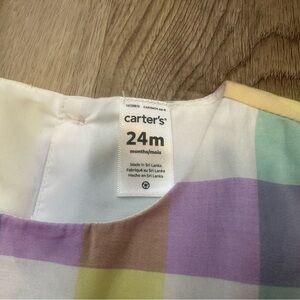 carter's
24m
months/mois
Made in Sri Lanka
Fabriqué au Sri Lanka
Hecho en Sri Lanka